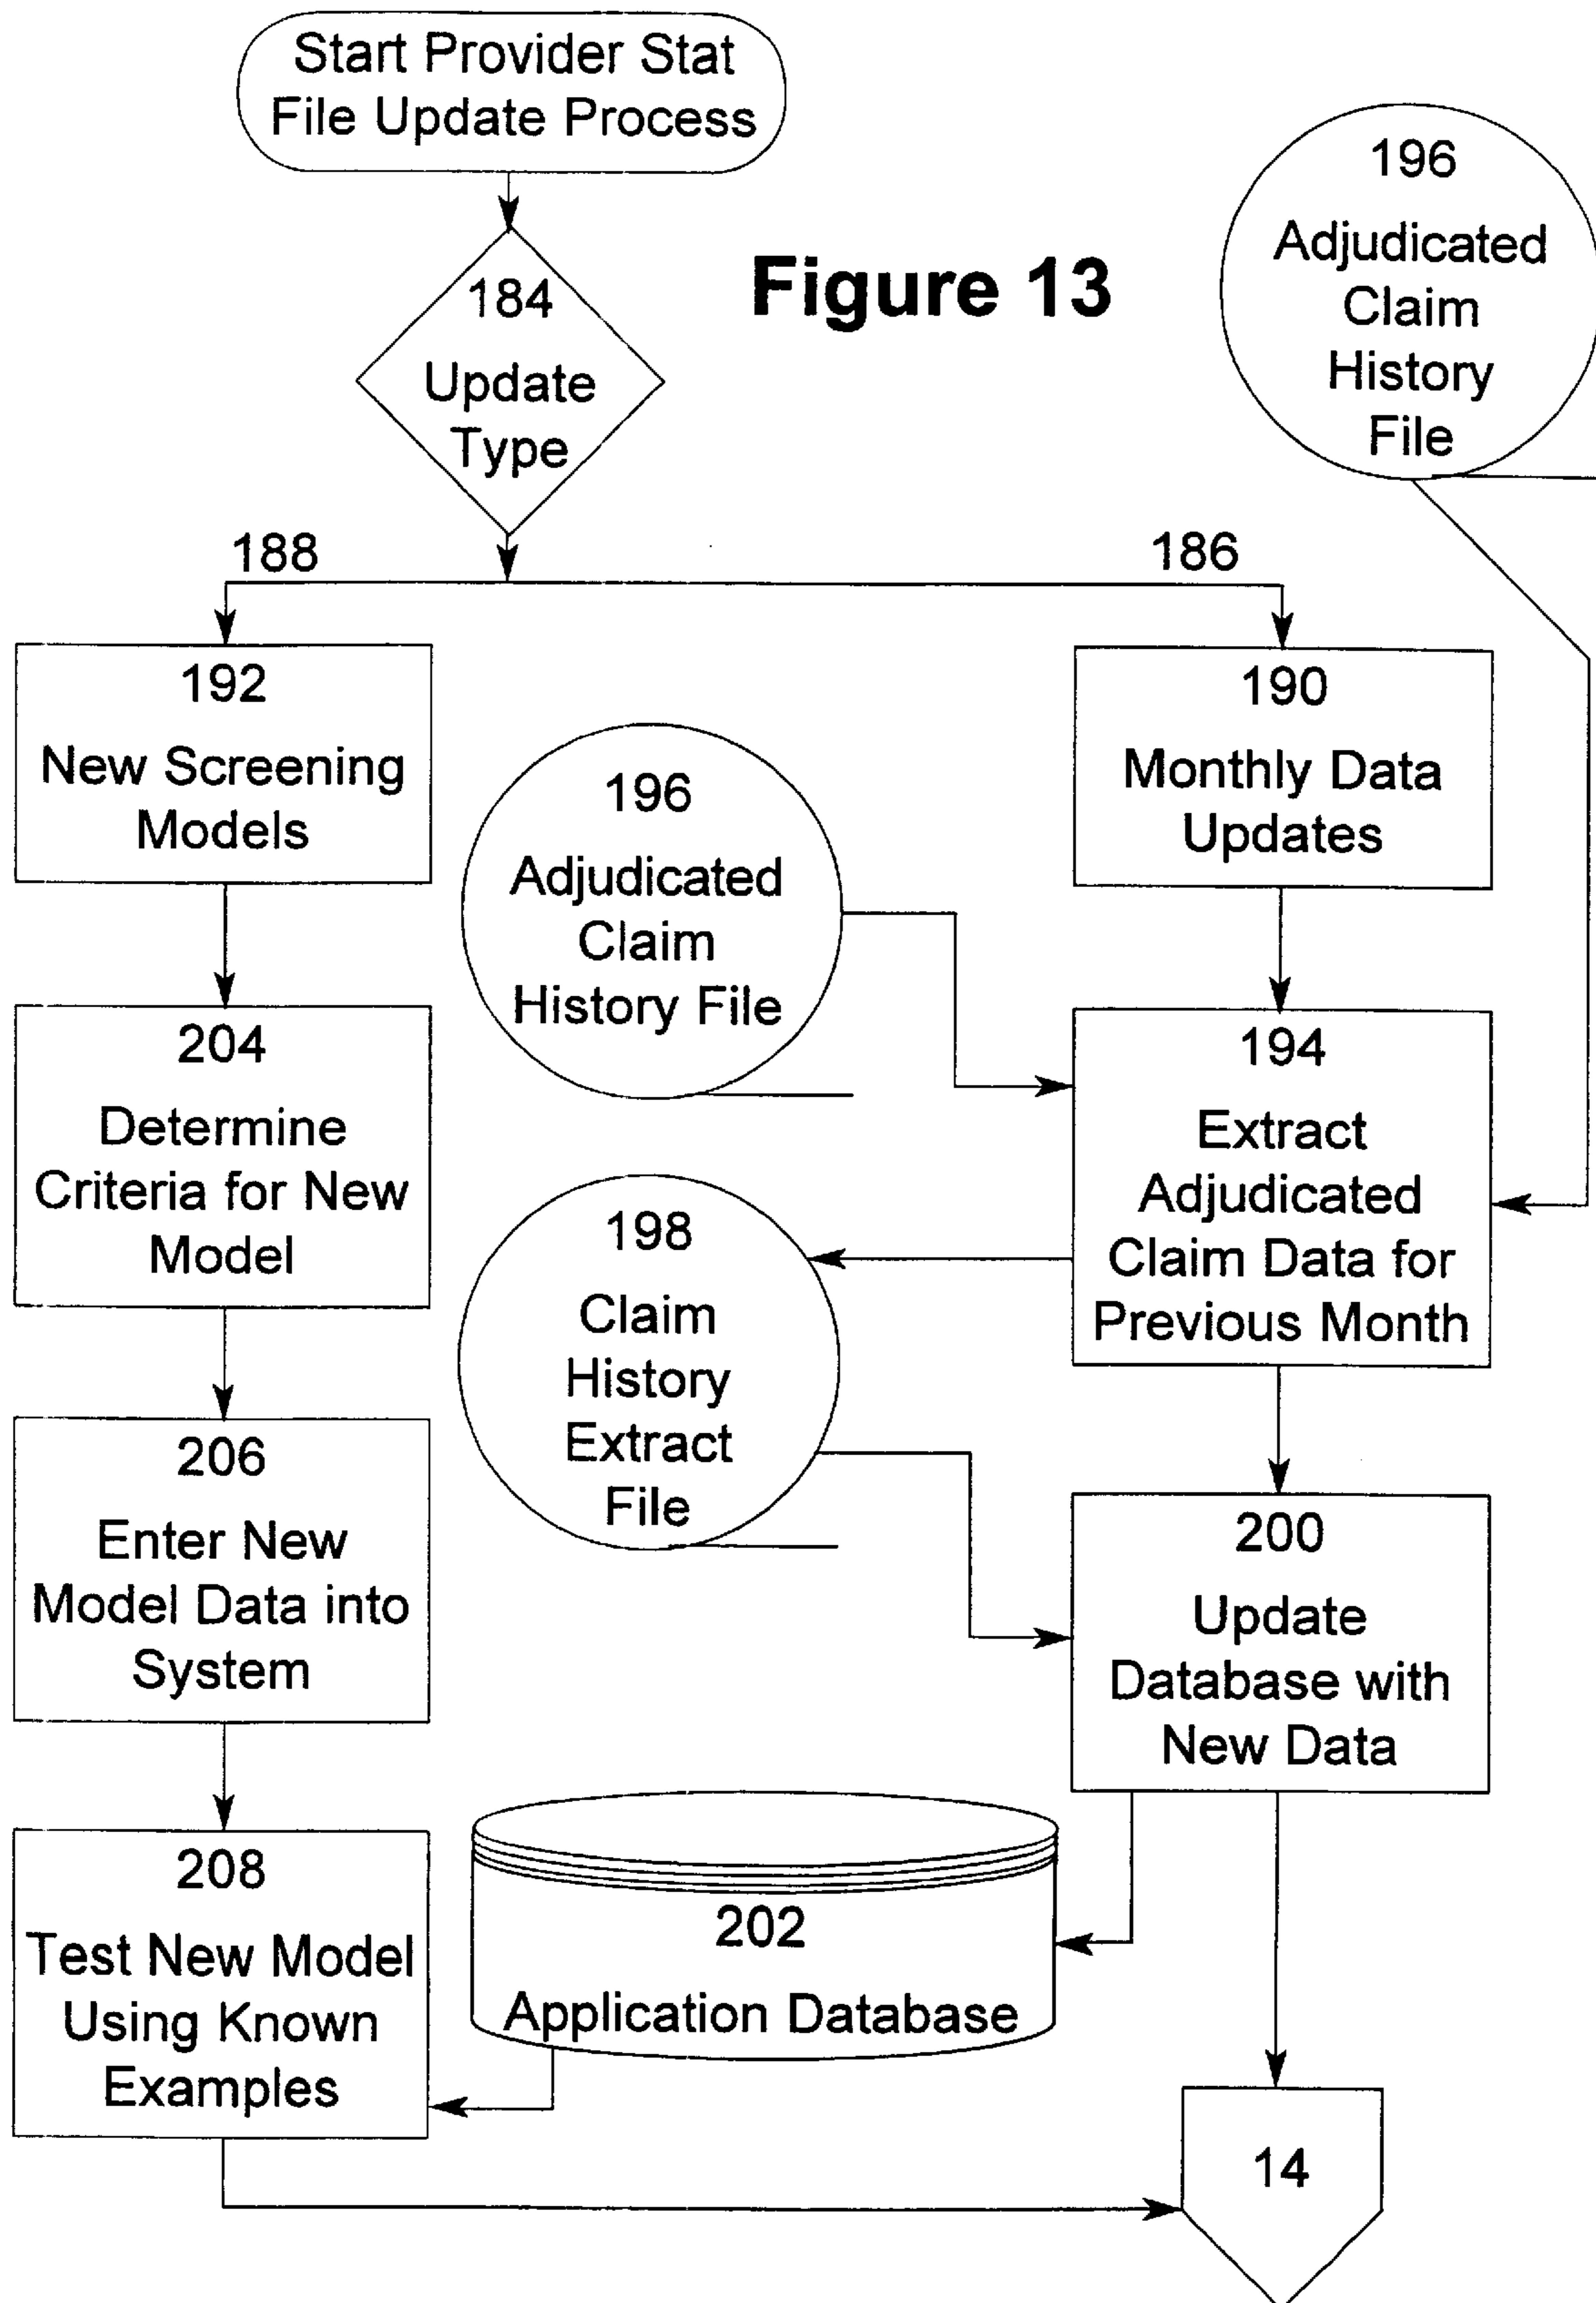 Start Provider Stat
File Update Process
Figure 13
196
Adjudicated
Claim
History
File
184
Update
Type
188
186
192
New Screening
Models
190
Monthly Data
Updates
196
Adjudicated
Claim
History File
204
Determine
Criteria for New
Model
194
Extract
Adjudicated
Claim Data for
Previous Month
198
Claim
History
Extract
File
206
Enter New
Model Data into
System
200
Update
Database with
New Data
208
Test New Model
Using Known
Examples
202
Application Database
14